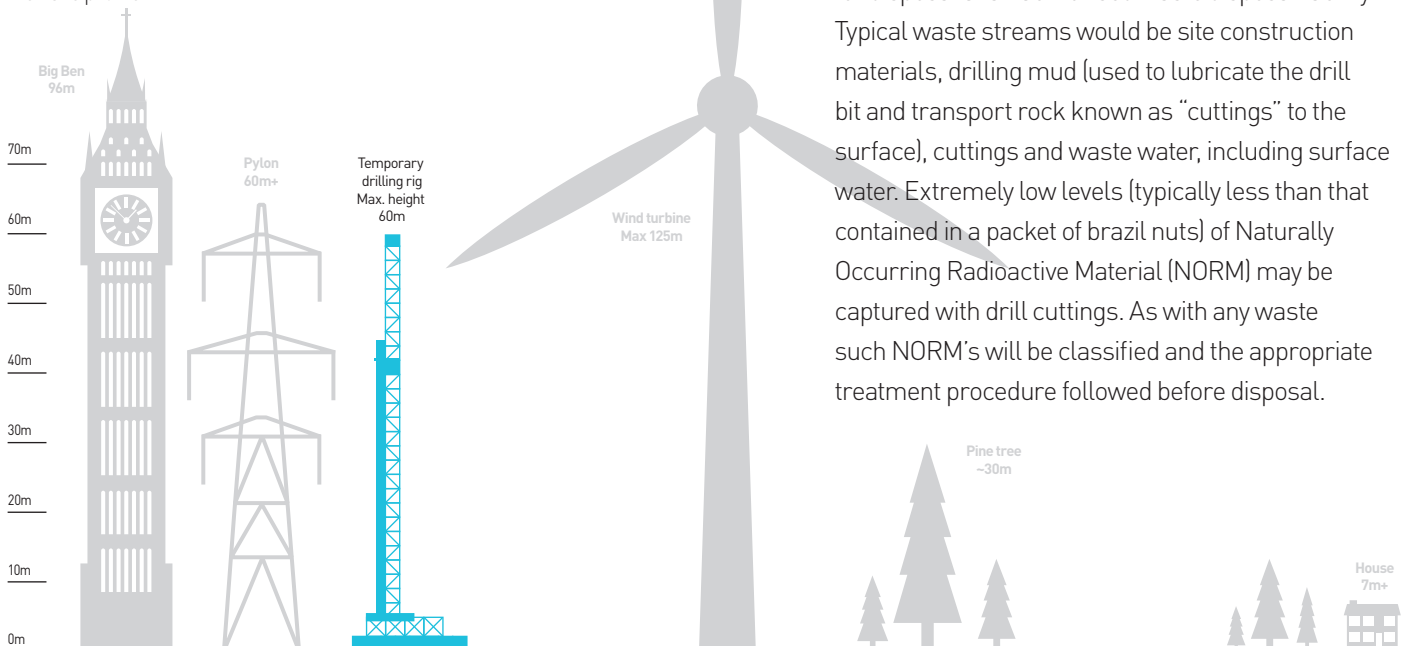 Big Ben
96m
70m
60m
50m
40m
30m
20m
10m
0m
Pylon
60m+
Temporary
drilling rig
Max. height
60m
Wind turbine
Max 125m
Typical waste streams would be site construction
materials, drilling mud (used to lubricate the drill
bit and transport rock known as “cuttings” to the
surface), cuttings and waste water, including surface
water. Extremely low levels (typically less than that
contained in a packet of brazil nuts) of Naturally
Occurring Radioactive Material (NORM) may be
captured with drill cuttings. As with any waste
such NORM’s will be classified and the appropriate
treatment procedure followed before disposal.
Pine tree
~30m
House
7m+